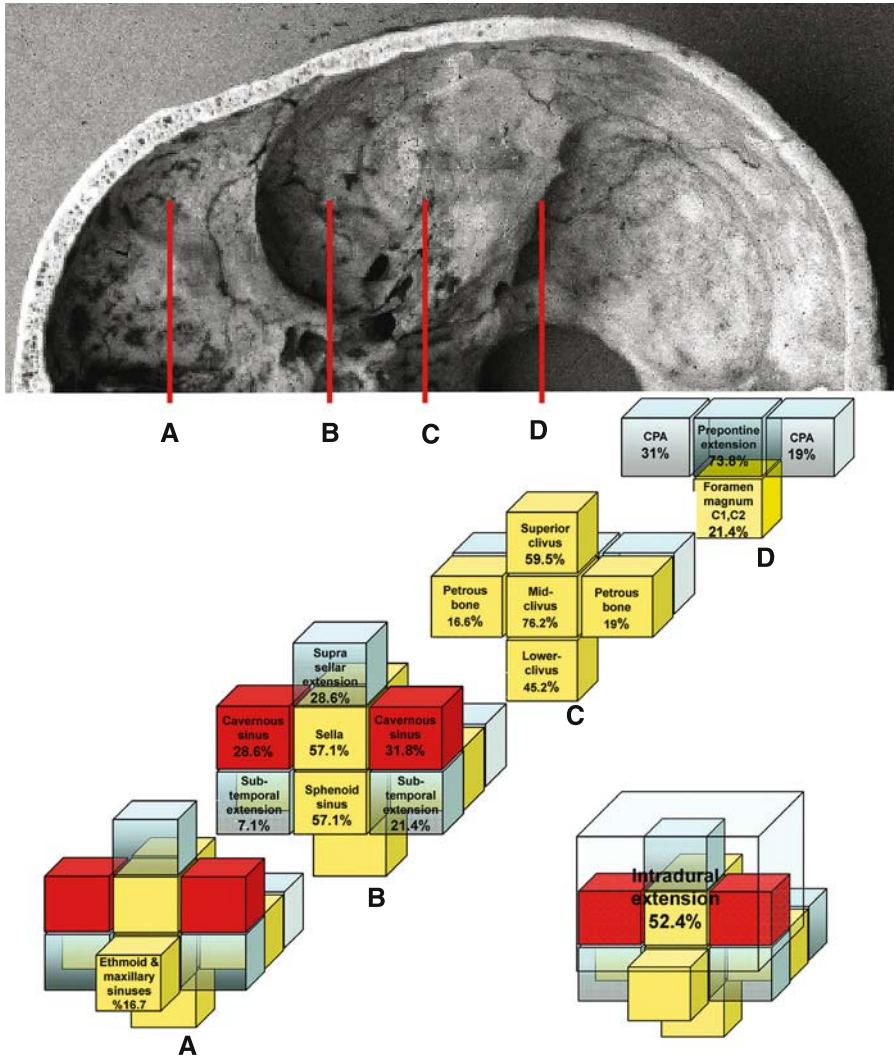 A
B
C
D
CPA
31%
Prepontine
extension
73.8%
CPA
19%
Foramen
magnum
C1,C2
21.4%
D
Superior
clivus
59.5%
Petrous
bone
16.6%
Mid-
clivus
76.2%
Petrous
bone
19%
Lower-
clivus
45.2%
C
Supra
sellar
extension
28.6%
Cavernous
sinus
28.6%
Sella
57.1%
Cavernous
sinus
31.8%
Sub-
temporal
extension
7.1%
Sphenoid
sinus
57.1%
Sub-
temporal
extension
21.4%
B
Ethmoid &
maxillary
sinuses
%16.7
A
Intradural
extension
52.4%